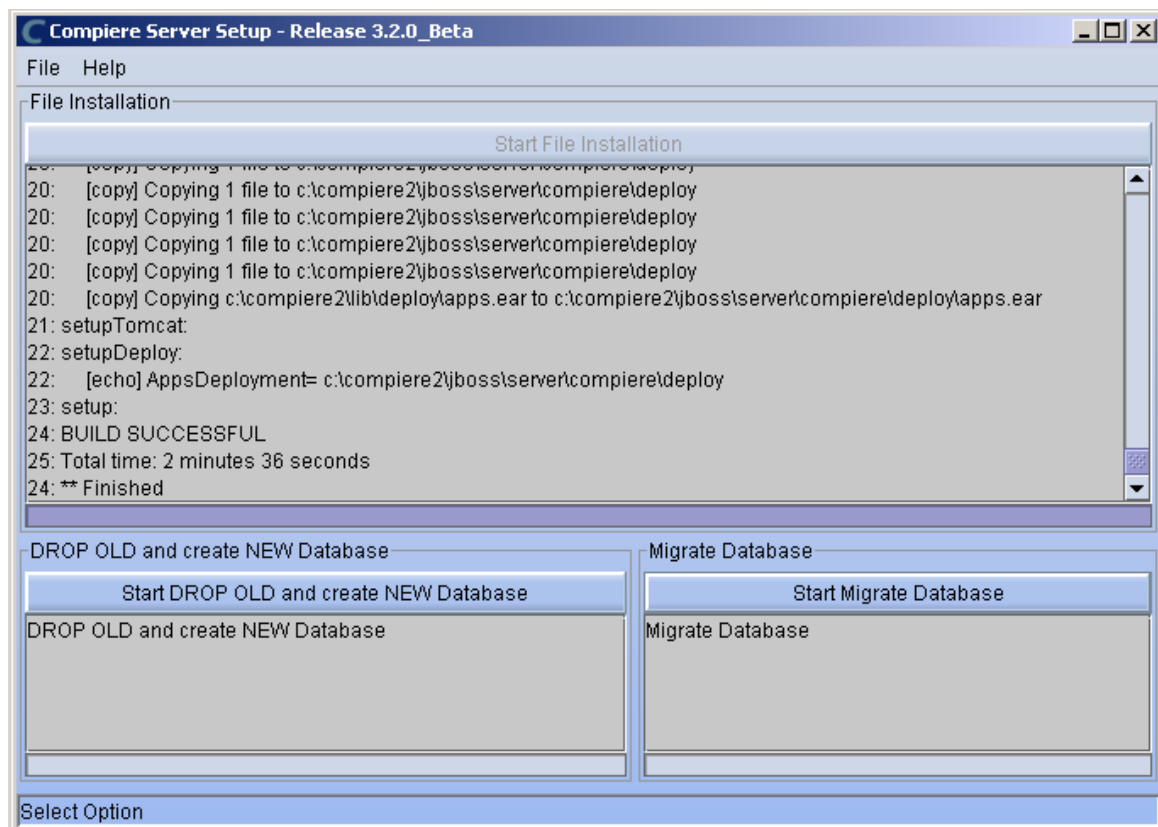 Compiere Server Setup - Release 3.2.0_Beta
File Help
File Installation
Start File Installation
20: [copy] Copying 1 file to c:\compiere2\jboss\server\compiere\deploy
20: [copy] Copying 1 file to c:\compiere2\jboss\server\compiere\deploy
20: [copy] Copying 1 file to c:\compiere2\jboss\server\compiere\deploy
20: [copy] Copying 1 file to c:\compiere2\jboss\server\compiere\deploy
20: [copy] Copying c:\compiere2\lib\deploy\apps.ear to c:\compiere2\jboss\server\compiere\deploy\apps.ear
21: setupTomcat:
22: setupDeploy:
22: [echo] AppsDeployment= c:\compiere2\jboss\server\compiere\deploy
23: setup:
24: BUILD SUCCESSFUL
25: Total time: 2 minutes 36 seconds
24: ** Finished
DROP OLD and create NEW Database
Start DROP OLD and create NEW Database
DROP OLD and create NEW Database
Migrate Database
Start Migrate Database
Migrate Database
Select Option